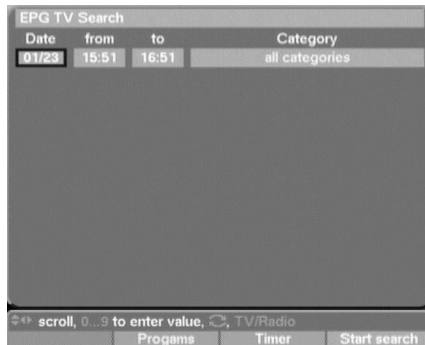 EPG TV Search
Date from to Category
01/23 15:51 16:51 all categories
scroll, 0...9 to enter value, , TV/Radio
Progams Timer Start search